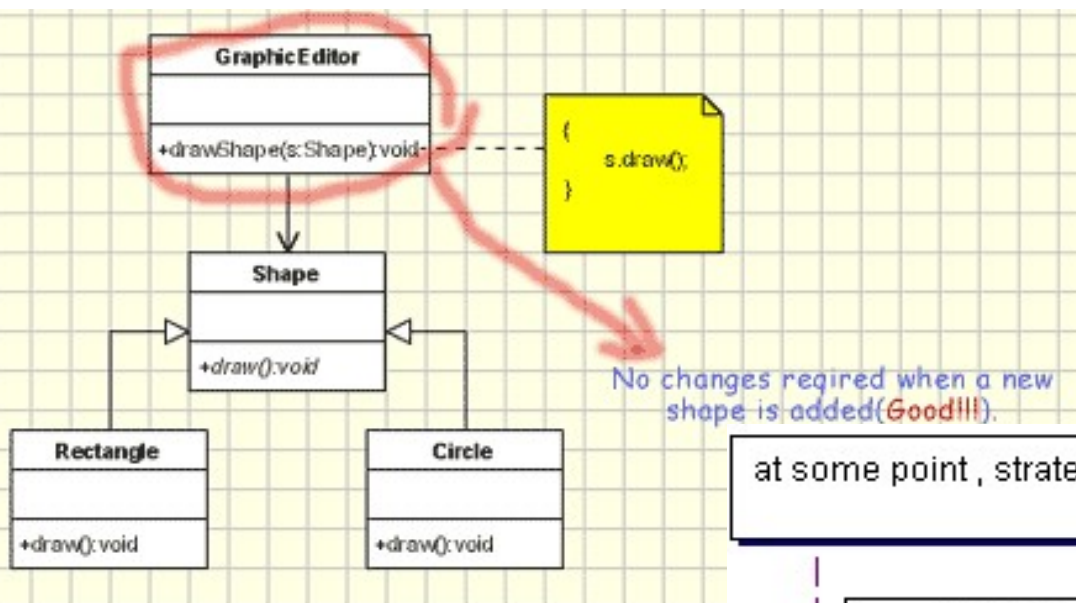 GraphicEditor
+drawShape(s:Shape):void
{
s.draw();
}
Shape
+draw():void
No changes reqired when a new
shape is added(Good!!!).
Rectangle
+draw():void
Circle
+draw():void
at some point , strate